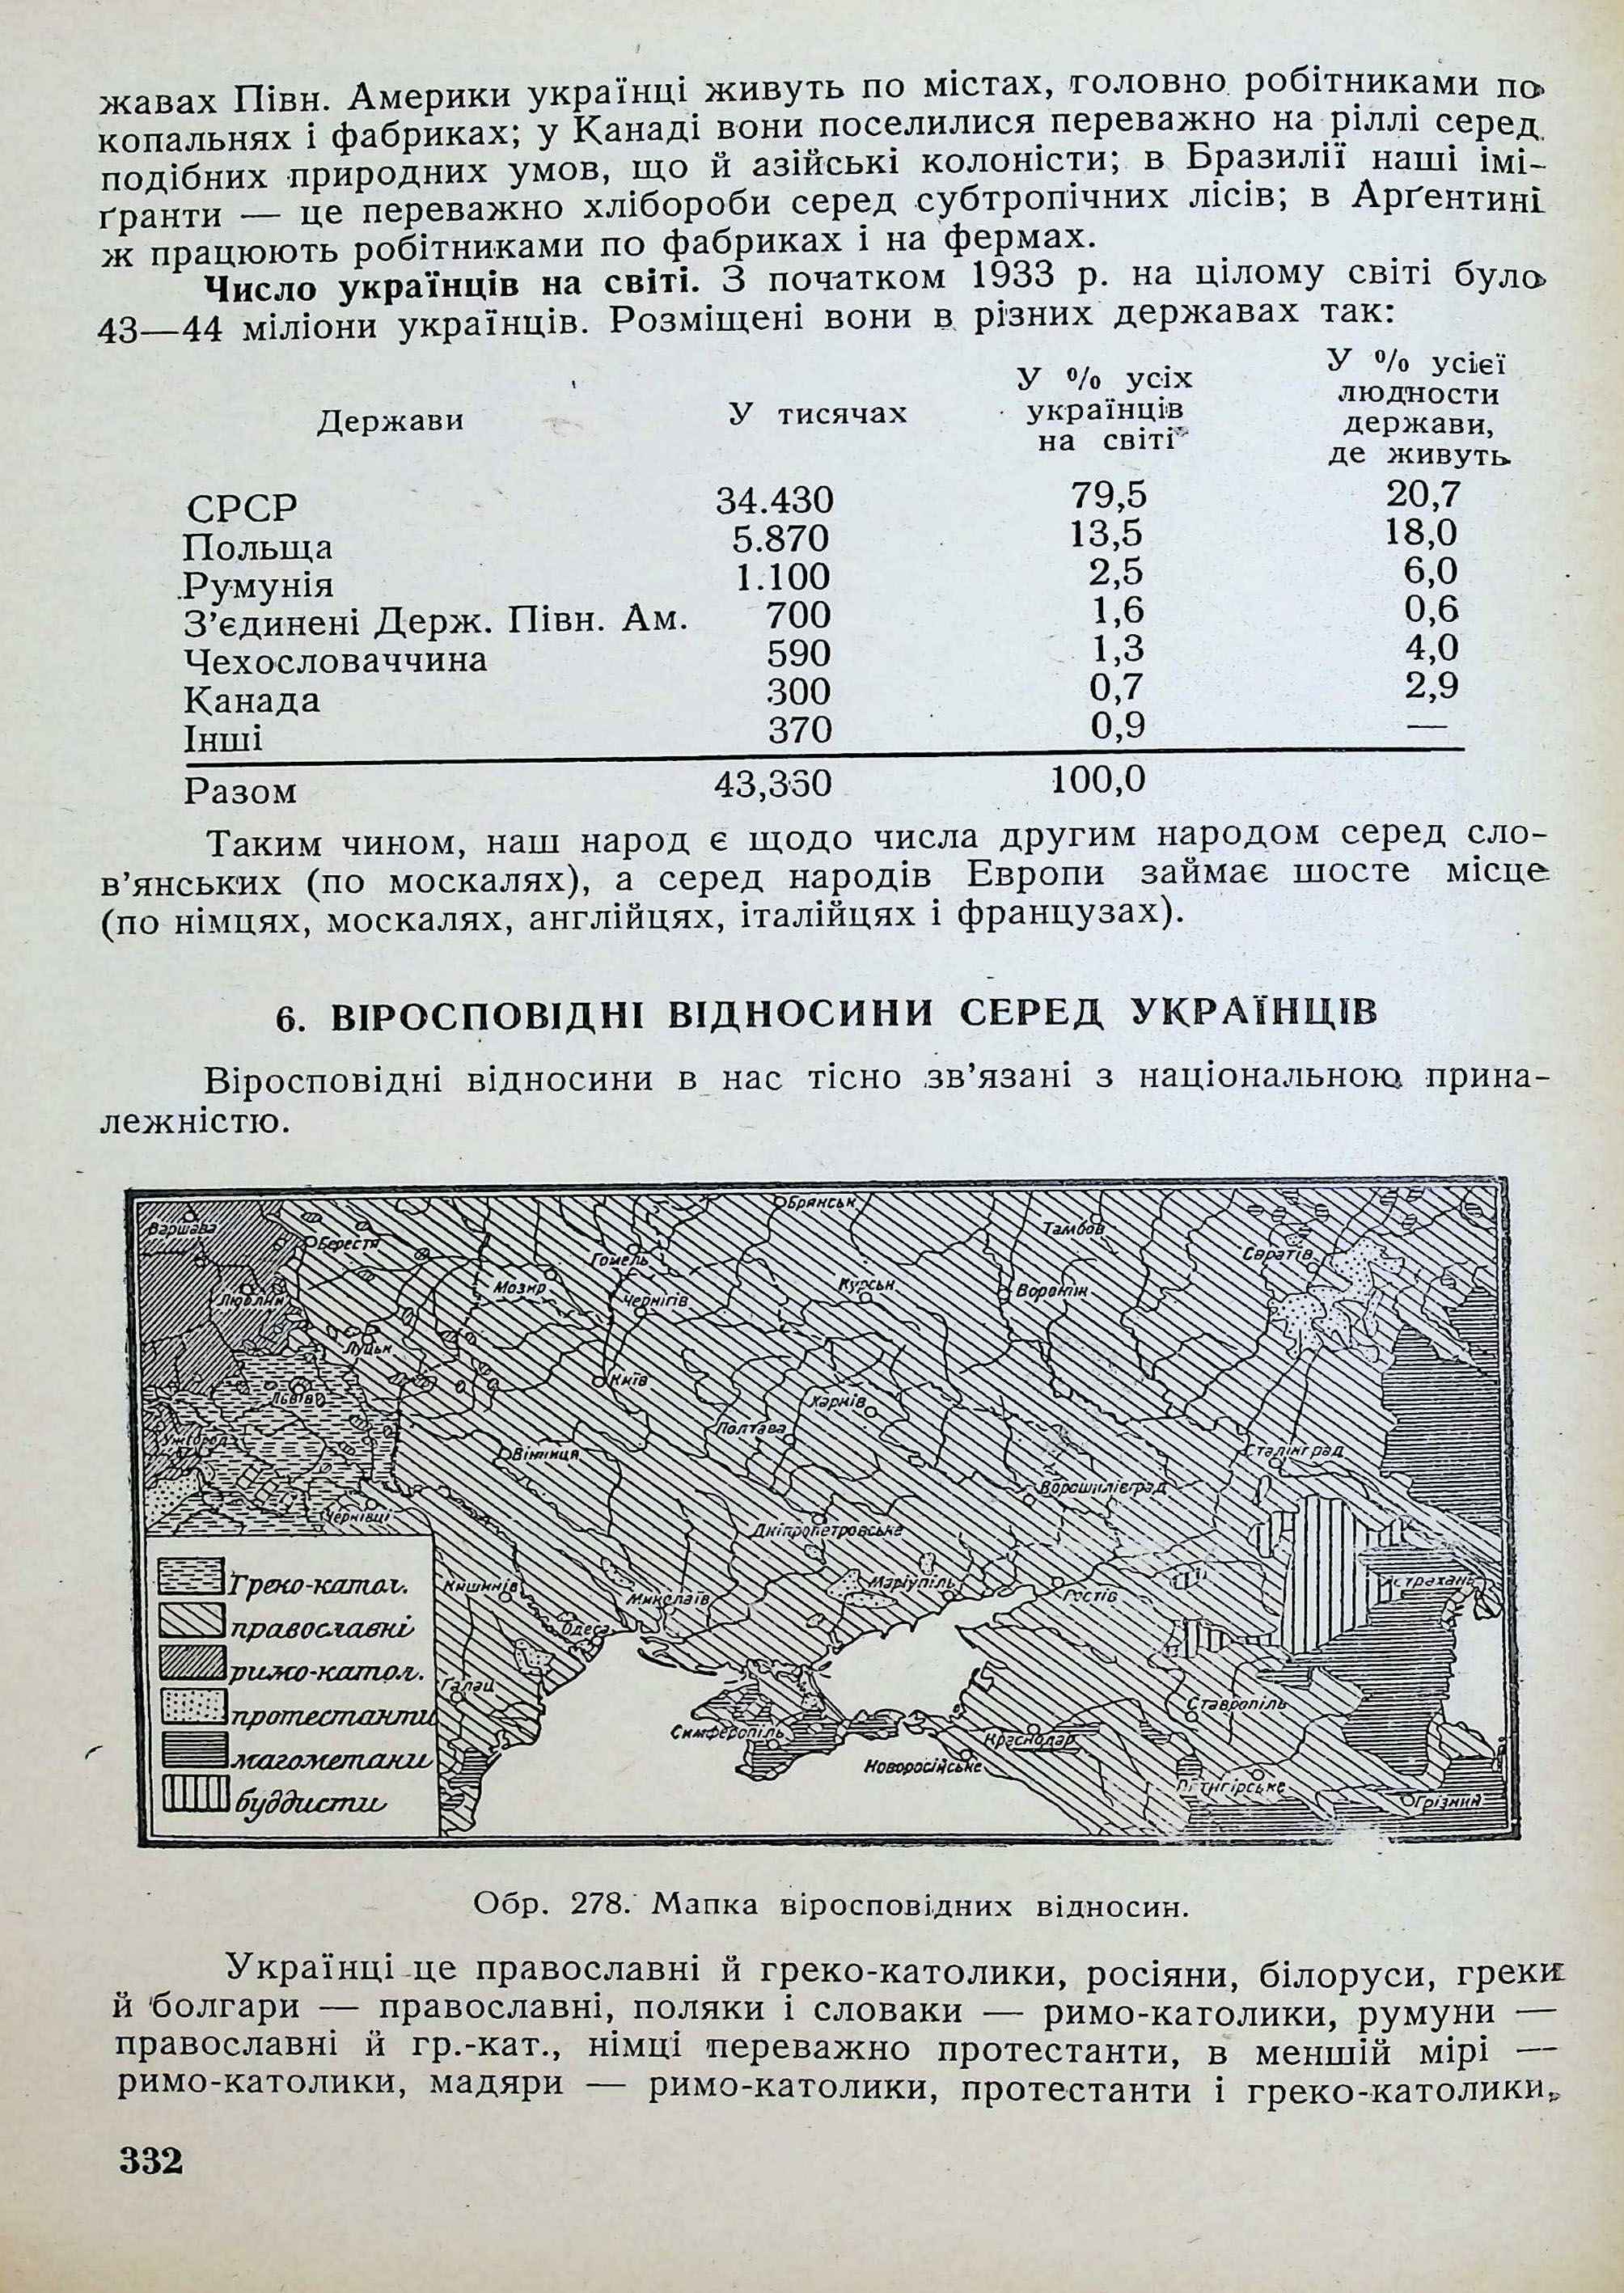 жавах Півн. Америки українці живуть по містах, головно робітниками по
копальнях і фабриках; у Канаді вони поселилися переважно на ріллі серед
подібних природних умов, що й азійські колоністи; в Бразилії наші імі-
ґранти — це переважно хлібороби серед субтропічних лісів; в Арґентині
ж працюють робітниками по фабриках і на фермах.
Число українців на світі. З початком 1933 р. на цілому світі було
43—44 міліони українців. Розміщені вони в різних державах так:
Держави У тисячах У % усіх українців на світі У % усієї людности держави, де живуть
СРСР 34.430 79,5 20,7
Польща 5.870 13,5 18,0
Румунія 1.100 2,5 6,0
З’єдинені Держ. Півн. Ам. 700 1,6 0,6
Чехословаччина 590 1,3 4,0
Канада 300 0,7 2,9
Інші 370 0,9 —
Разом 43,360 100,0
Таким чином, наш народ є щодо числа другим народом серед сло-
в’янських (по москалях), а серед народів Европи займає шосте місце
(по німцях, москалях, англійцях, італійцях і французах).
6. ВІРОСПОВІДНІ ВІДНОСИНИ СЕРЕД УКРАЇНЦІВ
Віросповідні відносини в нас тісно зв’язані з національною прина-
лежністю.
Брянськ
Варшава
Тамбов
Берестя
Гомель
Саратів
Мозир
Курськ
Люблин
Чернігів
Вороніж
Луцьк
Київ
Львів
Харків
Полтава
Ужгород
Вінниця
Сталінград
Ворошиловград
Чернівці
Дніпропетровське
Кишинів
Маріупіль
Астрахань
Миколаїв
Ростів
Одеса
Галац
Ставропіль
Симферопіль
Краснодар
Новоросійське
Пятигірське
Грізний
Греко-катол.
православні
римо-катол.
протестанти
магометани
буддисти
Обр. 278. Мапка віросповідних відносин.
Українці це православні й греко-католики, росіяни, білоруси, греки
й болгари — православні, поляки і словаки — римо-католики, румуни —
православні й гр.-кат., німці переважно протестанти, в меншій мірі —
римо-католики, мадяри — римо-католики, протестанти і греко-католики,
332